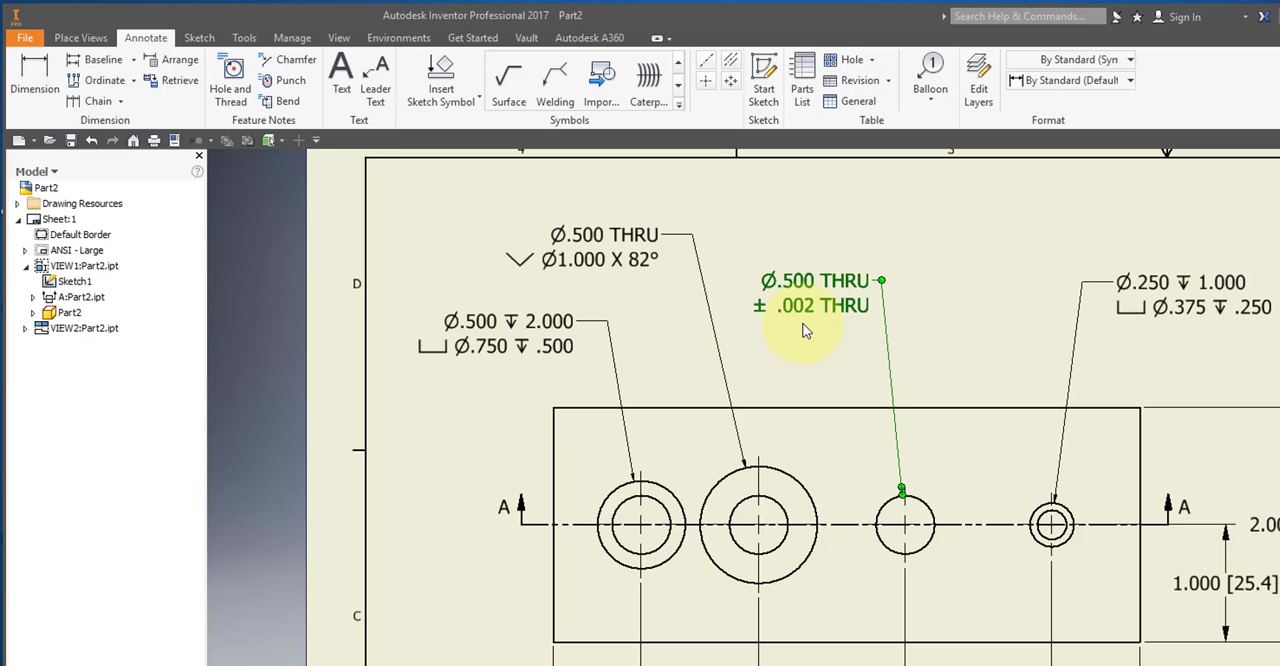 Autodesk Inventor Professional 2017 Part2
Search Help & Commands...
Sign In
PRO
File Place Views Annotate Sketch Tools Manage View Environments Get Started Vault Autodesk A360
Dimension
Baseline
Ordinate
Chain
Arrange
Retrieve
Dimension
Hole and Thread
Chamfer
Punch
Bend
Feature Notes
Text
Leader Text
Text
Insert Sketch Symbol
Surface
Welding
Impor...
Caterp...
Symbols
Start Sketch
Sketch
Parts List
Hole
Revision
General
Table
Balloon
1
Edit Layers
By Standard (Syn
By Standard (Default
Format
Model
Part2
Drawing Resources
Sheet:1
Default Border
ANSI - Large
VIEW1:Part2.ipt
Sketch1
A:Part2.ipt
Part2
VIEW2:Part2.ipt
D
C
Ø.500 THRU
⌵ Ø1.000 X 82°
Ø.500 THRU
± .002 THRU
Ø.250 ↧ 1.000
⌴ Ø.375 ↧ .250
Ø.500 ↧ 2.000
⌴ Ø.750 ↧ .500
A
A
1.000 [25.4]